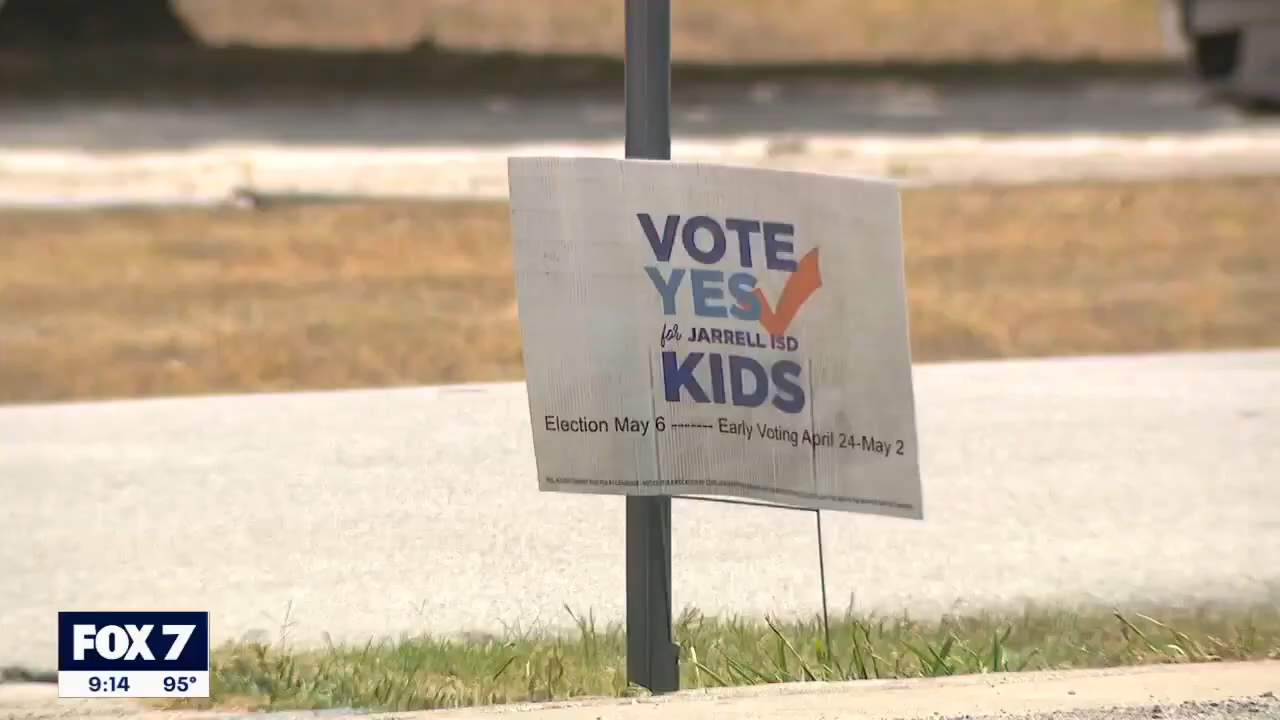 VOTE
YES
for JARRELL ISD
KIDS
Election May 6 ------- Early Voting April 24-May 2
FOX 7
9:14 95°